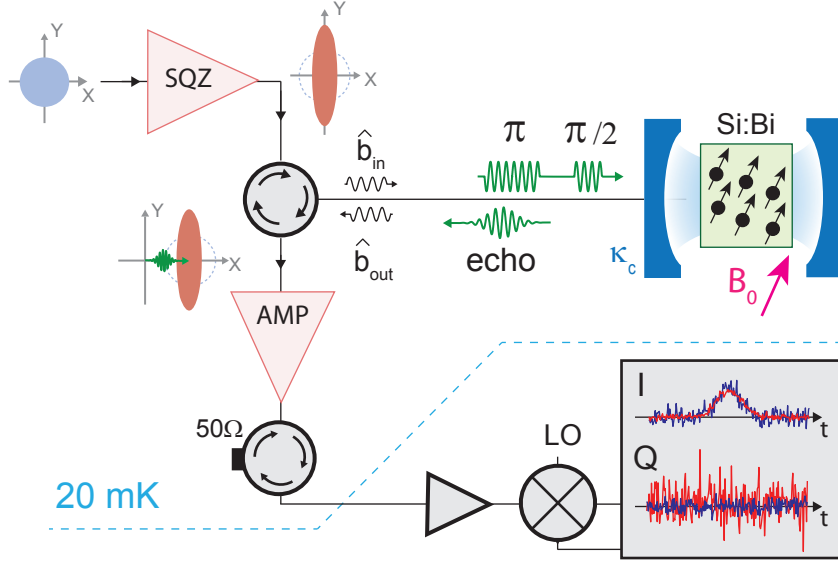 Y
X
SQZ
Y
X
b̂in
b̂out
π
π/2
echo
Si:Bi
κc
B0
Y
X
AMP
50Ω
20 mK
LO
I
t
Q
t